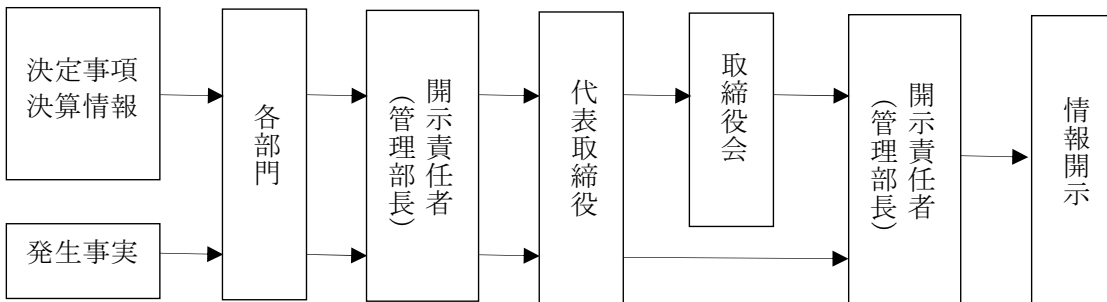 決定事項
決算情報
発生事実
各部門
開示責任者
（管理部長）
代表取締役
取締役会
開示責任者
（管理部長）
情報開示